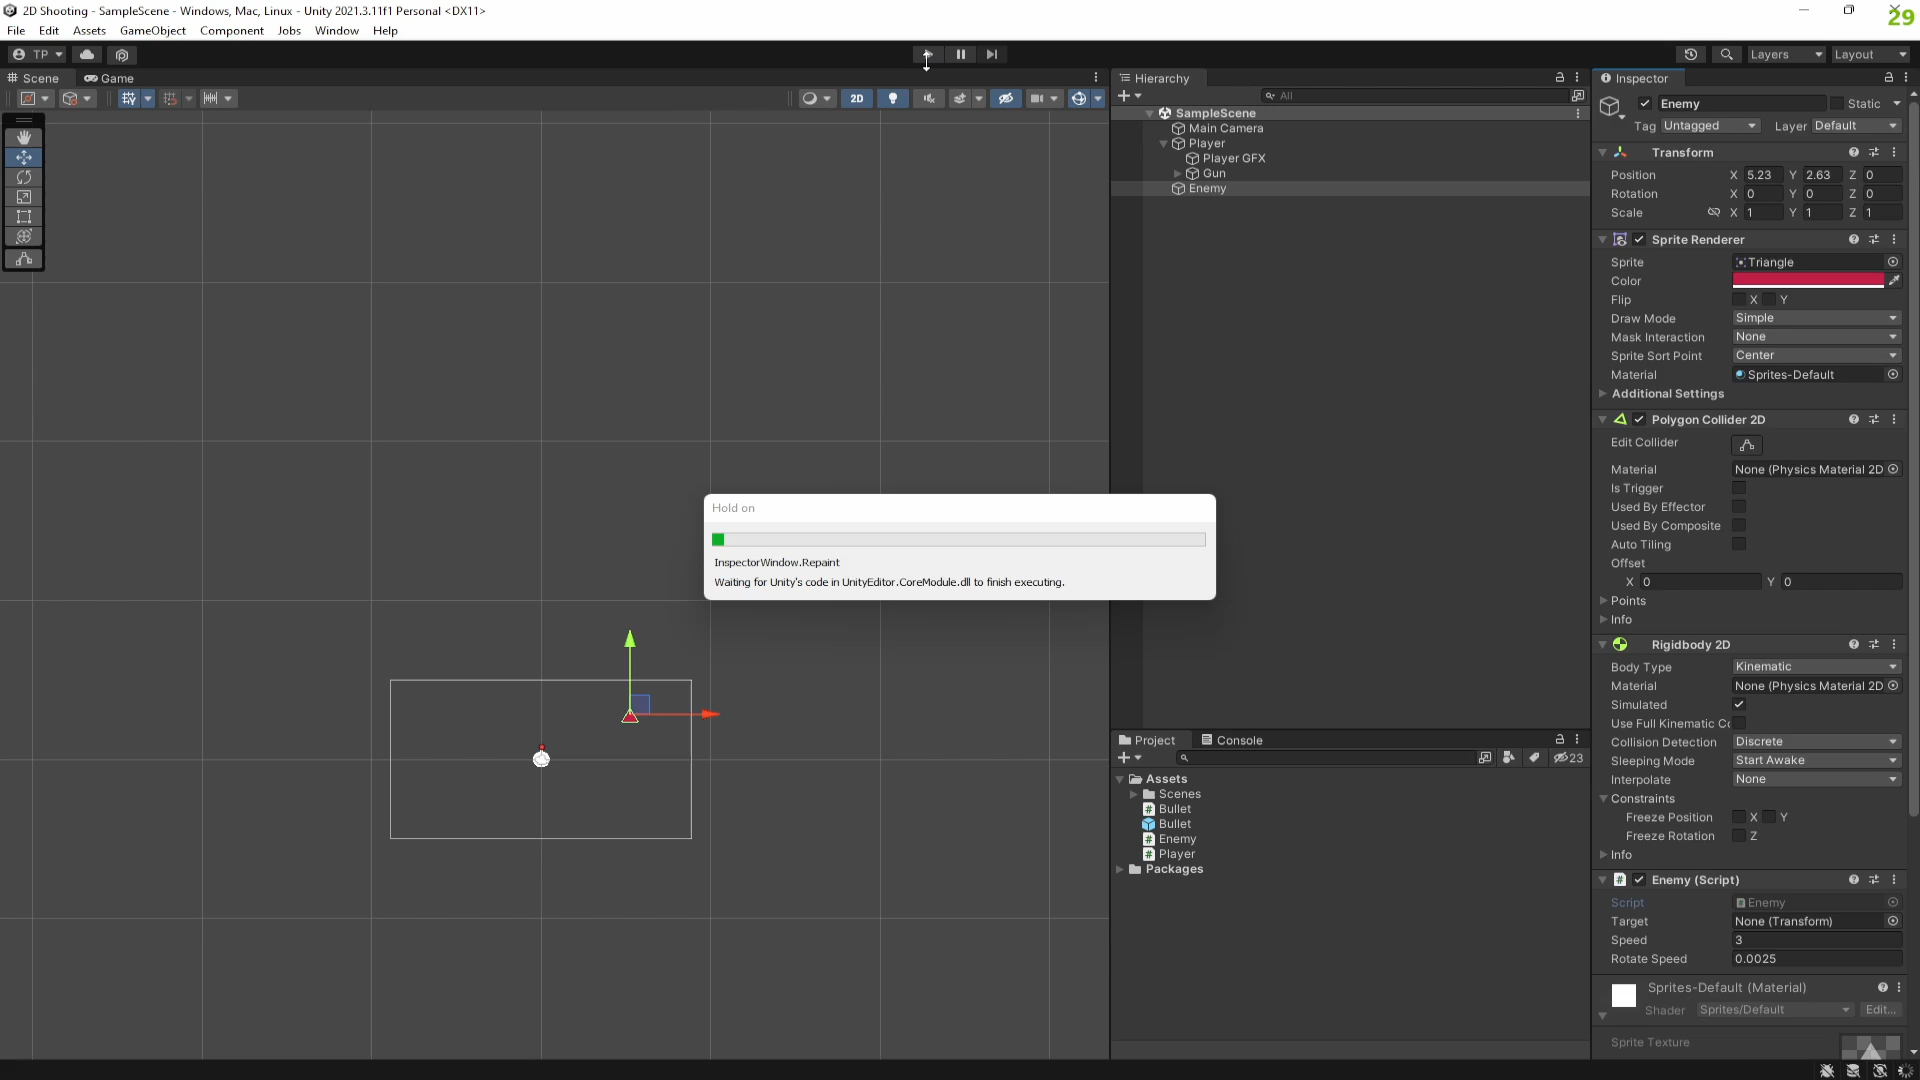 2D Shooting - SampleScene - Windows, Mac, Linux - Unity 2021.3.11f1 Personal <DX11>
29
File Edit Assets GameObject Component Jobs Window Help
TP Layers Layout
Scene Game Hierarchy Inspector
2D All
SampleScene
Main Camera
Player
Player GFX
Gun
Enemy
Enemy Static
Tag Untagged Layer Default
Transform
Position X 5.23 Y 2.63 Z 0
Rotation X 0 Y 0 Z 0
Scale X 1 Y 1 Z 1
Sprite Renderer
Sprite Triangle
Color
Flip X Y
Draw Mode Simple
Mask Interaction None
Sprite Sort Point Center
Material Sprites-Default
Additional Settings
Polygon Collider 2D
Edit Collider
Material None (Physics Material 2D
Is Trigger
Used By Effector
Used By Composite
Auto Tiling
Offset
X 0 Y 0
Points
Info
Rigidbody 2D
Body Type Kinematic
Material None (Physics Material 2D
Simulated
Use Full Kinematic Co
Collision Detection Discrete
Sleeping Mode Start Awake
Interpolate None
Constraints
Freeze Position X Y
Freeze Rotation Z
Info
Enemy (Script)
Script Enemy
Target None (Transform)
Speed 3
Rotate Speed 0.0025
Sprites-Default (Material)
Shader Sprites/Default Edit...
Sprite Texture
Hold on
InspectorWindow.Repaint
Waiting for Unity's code in UnityEditor.CoreModule.dll to finish executing.
Project Console
23
Assets
Scenes
Bullet
Bullet
Enemy
Player
Packages